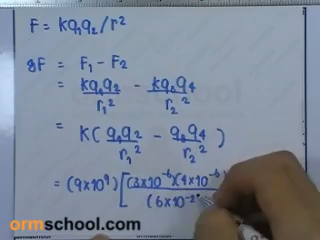 F = kq₁q₂/r²
gF = F₁ - F₂
= kq₁q₂/r₁² - kq₃q₄/r₂²
= k(q₁q₂/r₁² - q₃q₄/r₂²)
= (9×10⁹)[(3×10⁻⁶)(4×10⁻⁶)/(6×10⁻²
ormschool.com